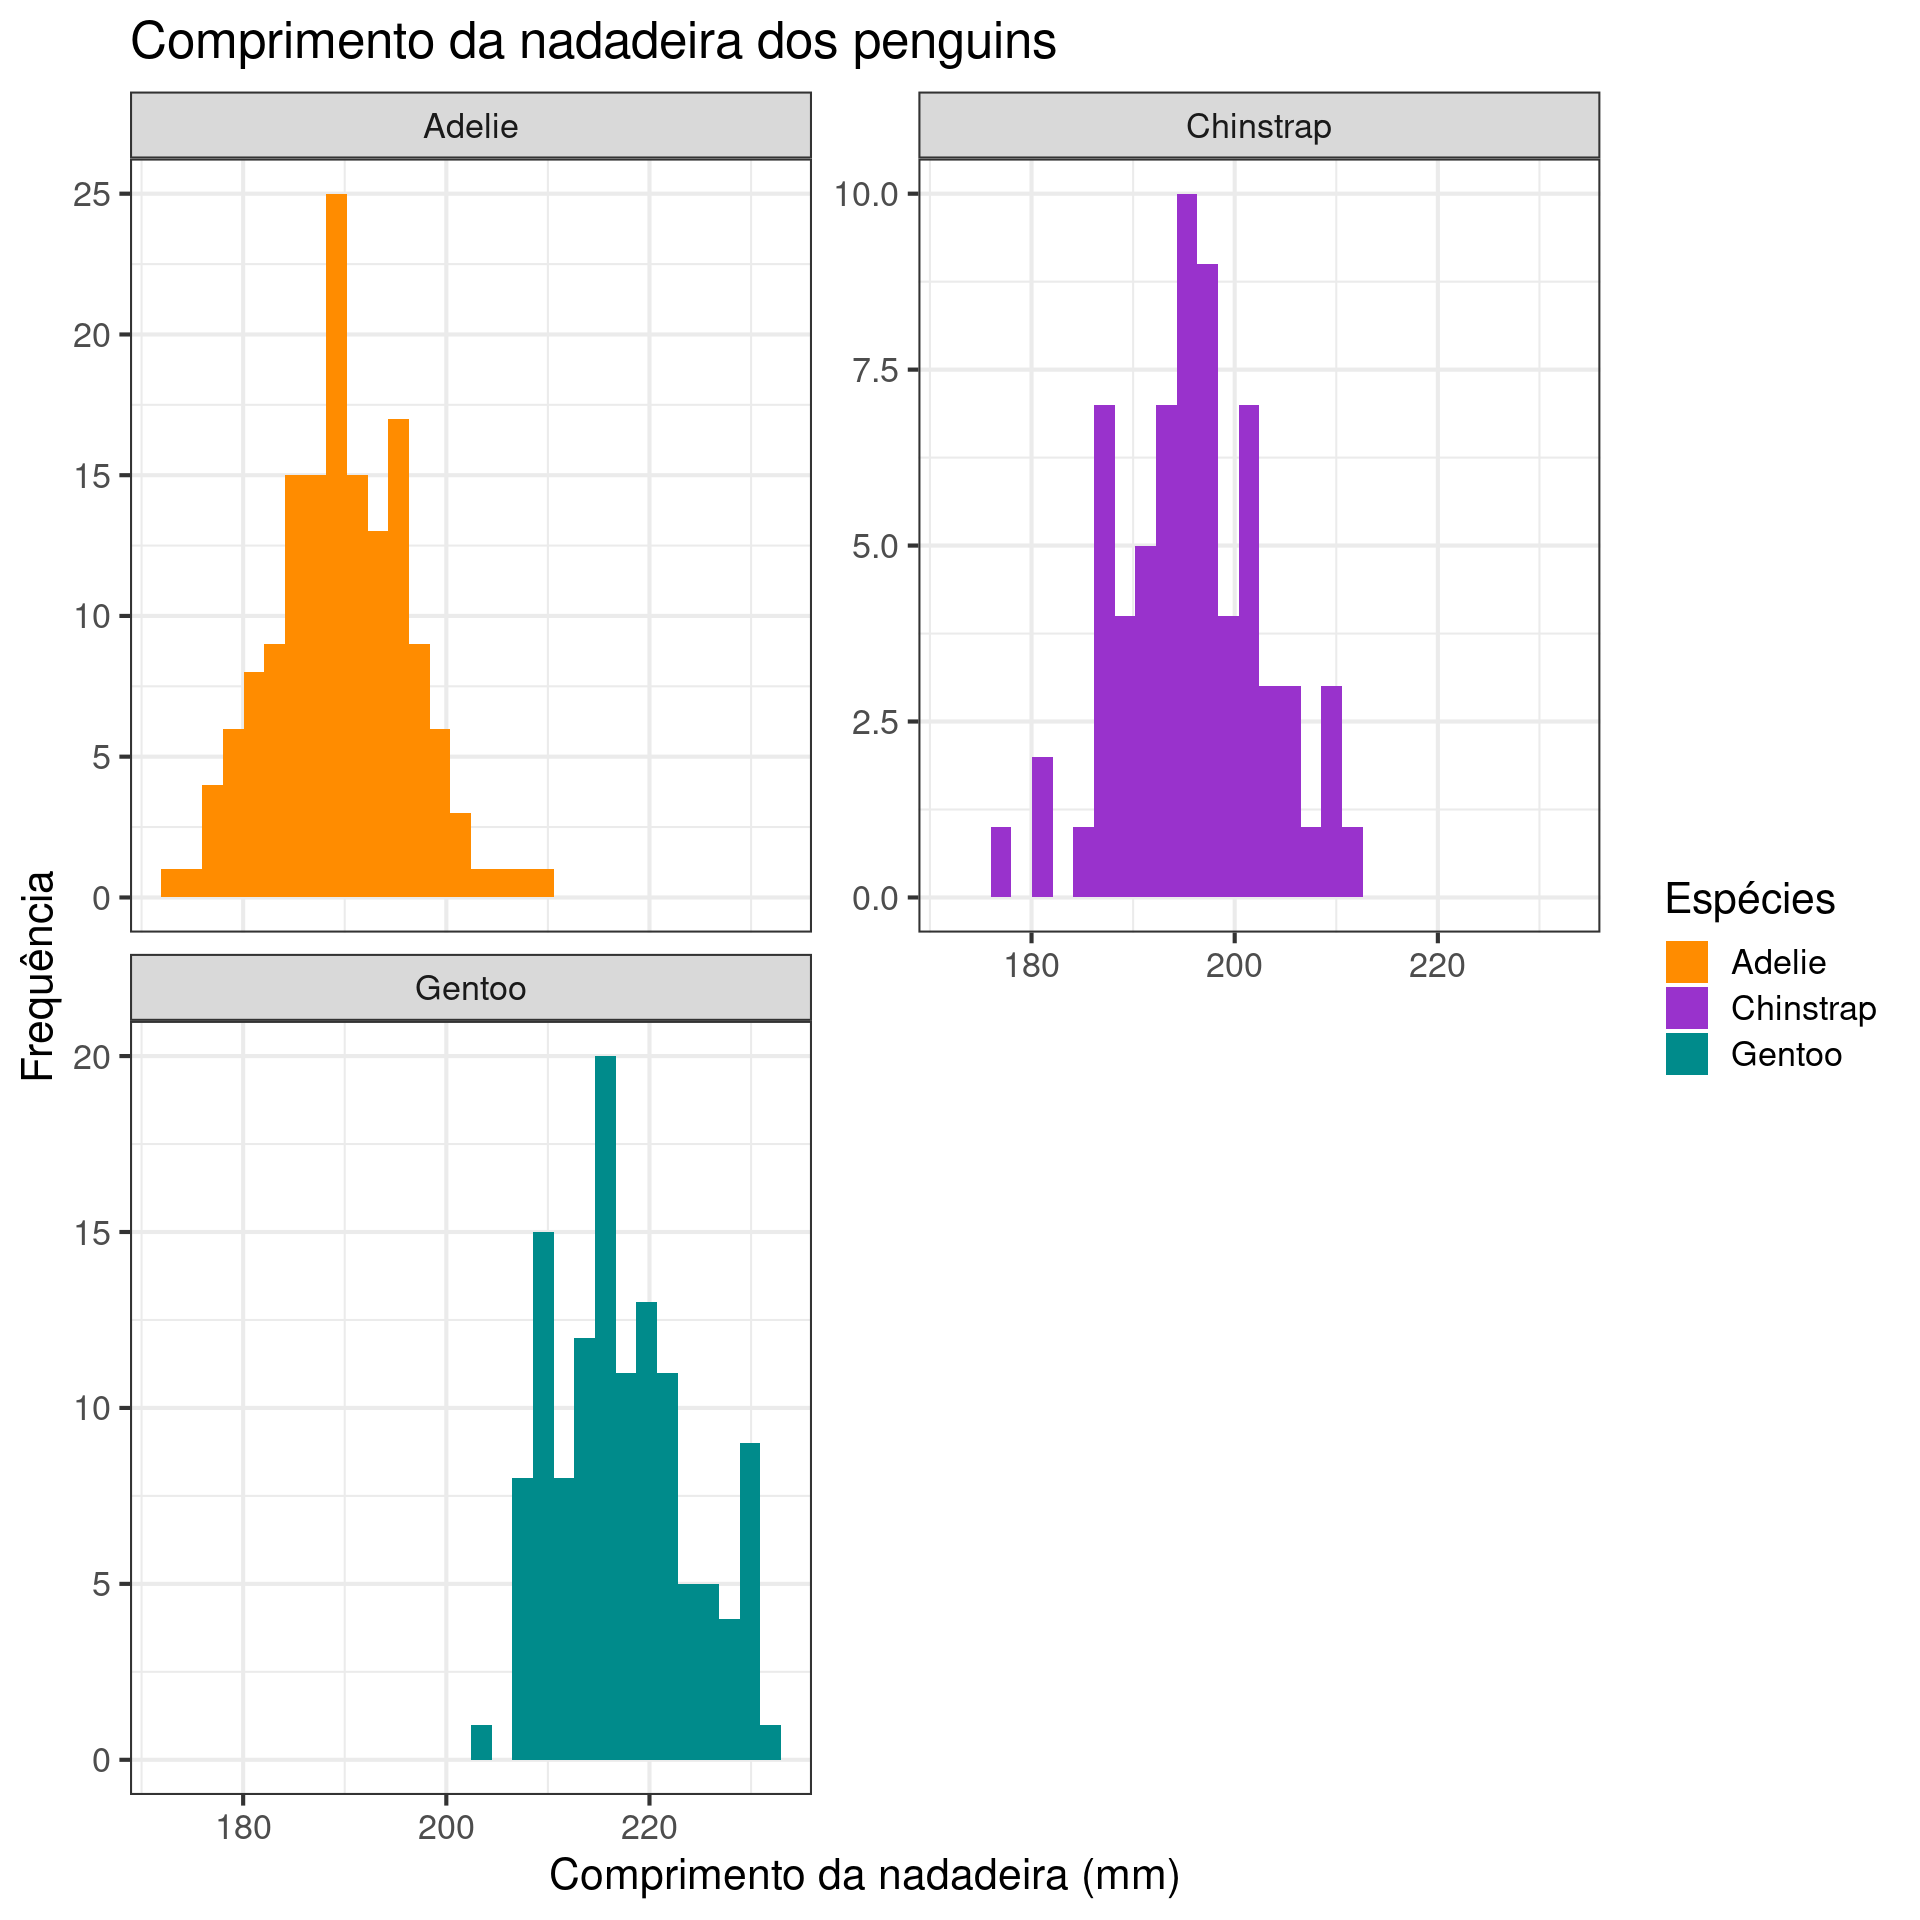 Comprimento da nadadeira dos penguins
Adelie
25
20
15
10
5
0
Chinstrap
10.0
7.5
5.0
2.5
0.0
180 200 220
Gentoo
20
15
10
5
0
180 200 220
Frequência
Comprimento da nadadeira (mm)
Espécies
Adelie
Chinstrap
Gentoo